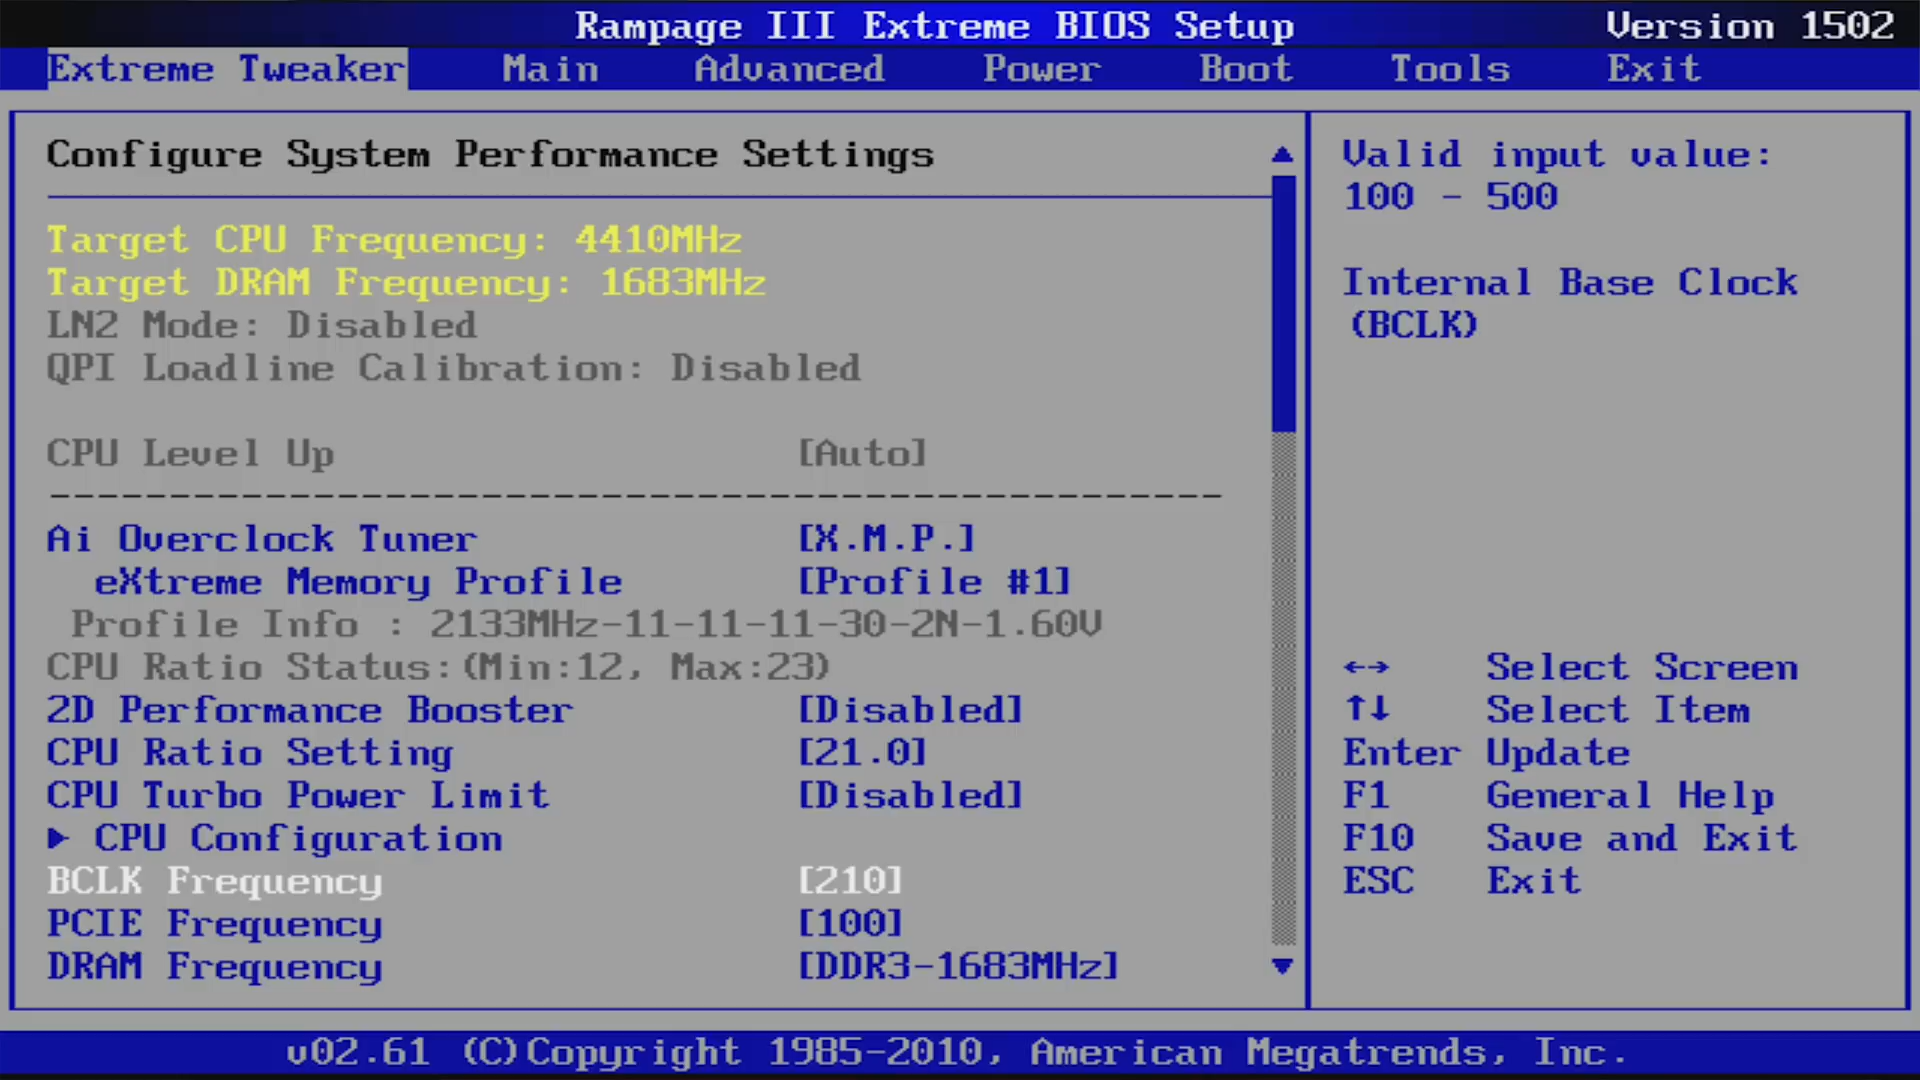 Rampage III Extreme BIOS Setup Version 1502
Extreme Tweaker Main Advanced Power Boot Tools Exit
Configure System Performance Settings
Target CPU Frequency: 4410MHz
Target DRAM Frequency: 1683MHz
LN2 Mode: Disabled
QPI Loadline Calibration: Disabled
CPU Level Up [Auto]
-------------------------------------------------
Ai Overclock Tuner [X.M.P.]
eXtreme Memory Profile [Profile #1]
Profile Info : 2133MHz-11-11-11-30-2N-1.60V
CPU Ratio Status:(Min:12, Max:23)
2D Performance Booster [Disabled]
CPU Ratio Setting [21.0]
CPU Turbo Power Limit [Disabled]
▶ CPU Configuration
BCLK Frequency [210]
PCIE Frequency [100]
DRAM Frequency [DDR3-1683MHz]
Valid input value:
100 - 500
Internal Base Clock
(BCLK)
←→ Select Screen
↑↓ Select Item
Enter Update
F1 General Help
F10 Save and Exit
ESC Exit
v02.61 (C)Copyright 1985-2010, American Megatrends, Inc.